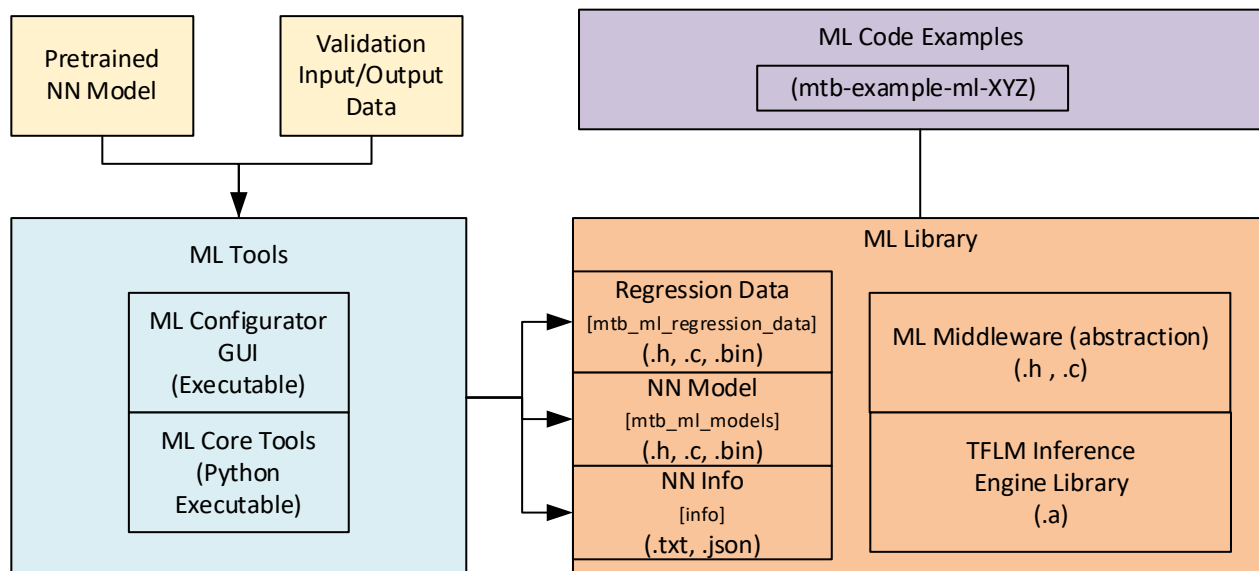 Pretrained
NN Model
Validation
Input/Output
Data
ML Code Examples
(mtb-example-ml-XYZ)
ML Tools
ML Configurator
GUI
(Executable)
ML Core Tools
(Python
Executable)
ML Library
Regression Data
[mtb_ml_regression_data]
(.h, .c, .bin)
NN Model
[mtb_ml_models]
(.h, .c, .bin)
NN Info
[info]
(.txt, .json)
ML Middleware (abstraction)
(.h , .c)
TFLM Inference
Engine Library
(.a)